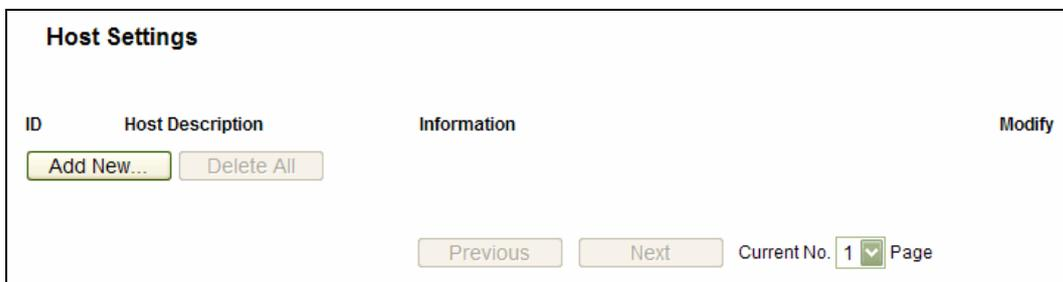 Host Settings
ID Host Description Information Modify
Add New... Delete All
Previous Next Current No. 1 Page